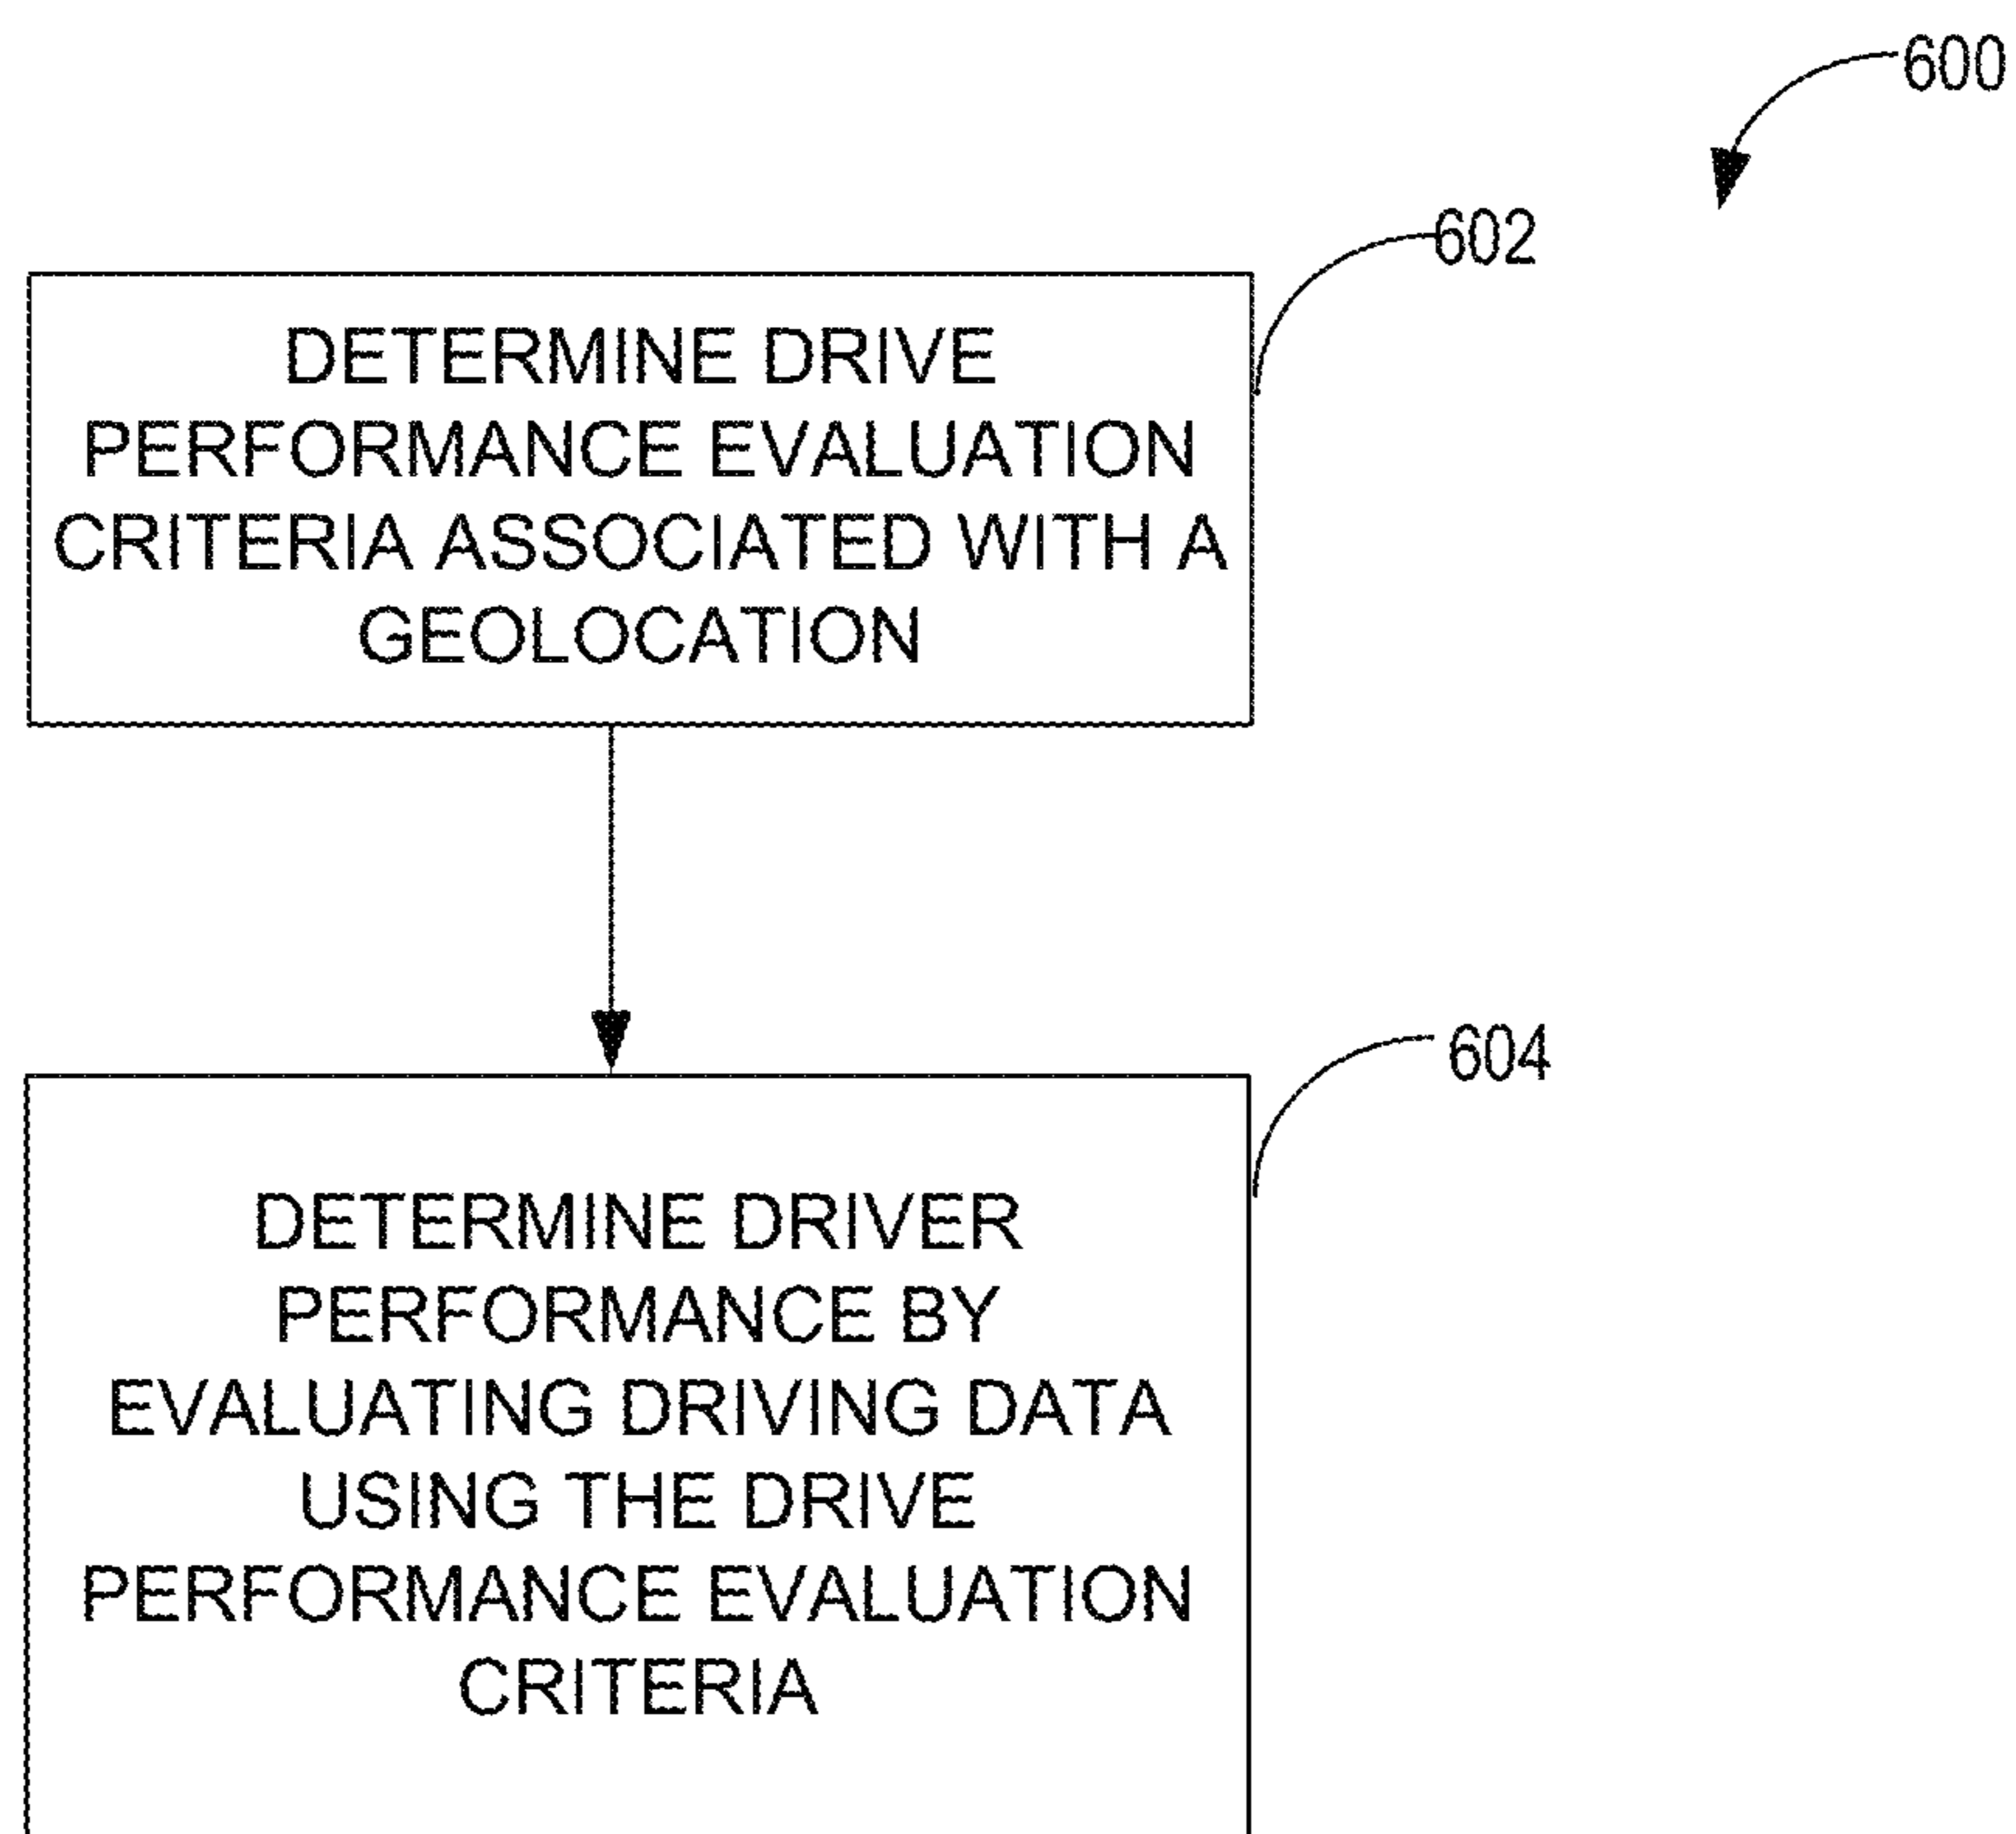 600
602
DETERMINE DRIVE
PERFORMANCE EVALUATION
CRITERIA ASSOCIATED WITH A
GEOLOCATION
604
DETERMINE DRIVER
PERFORMANCE BY
EVALUATING DRIVING DATA
USING THE DRIVE
PERFORMANCE EVALUATION
CRITERIA